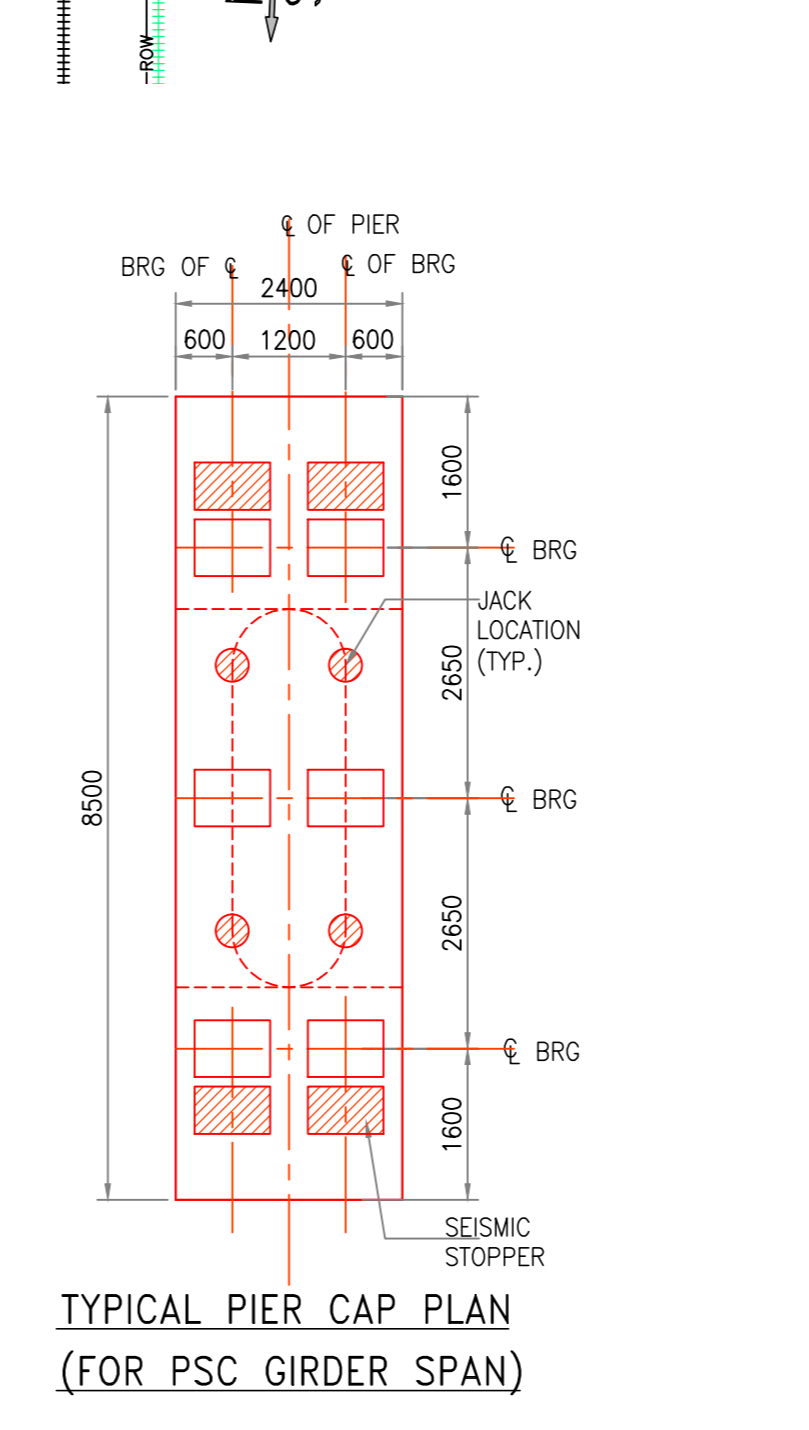 -ROW
℄ OF PIER
BRG OF ℄
℄ OF BRG
2400
600
1200
600
1600
℄ BRG
JACK
LOCATION
(TYP.)
2650
8500
℄ BRG
2650
℄ BRG
1600
SEISMIC
STOPPER
TYPICAL PIER CAP PLAN
(FOR PSC GIRDER SPAN)